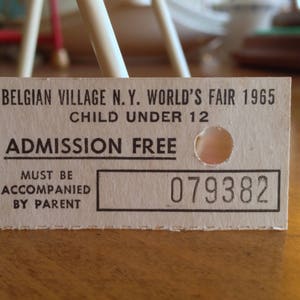 BELGIAN VILLAGE N.Y. WORLD'S FAIR 1965
CHILD UNDER 12
ADMISSION FREE
MUST BE
ACCOMPANIED
BY PARENT
079382